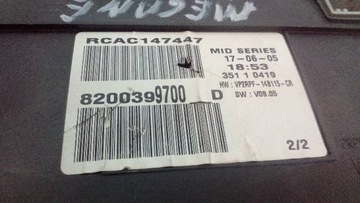 MEGANE
RCAC147447
MID SERIES
17-06-05
18:53
351 1 0419
HW : VP2RPF-14B115-CR
SW : V09.05
8200399700 D
2/2